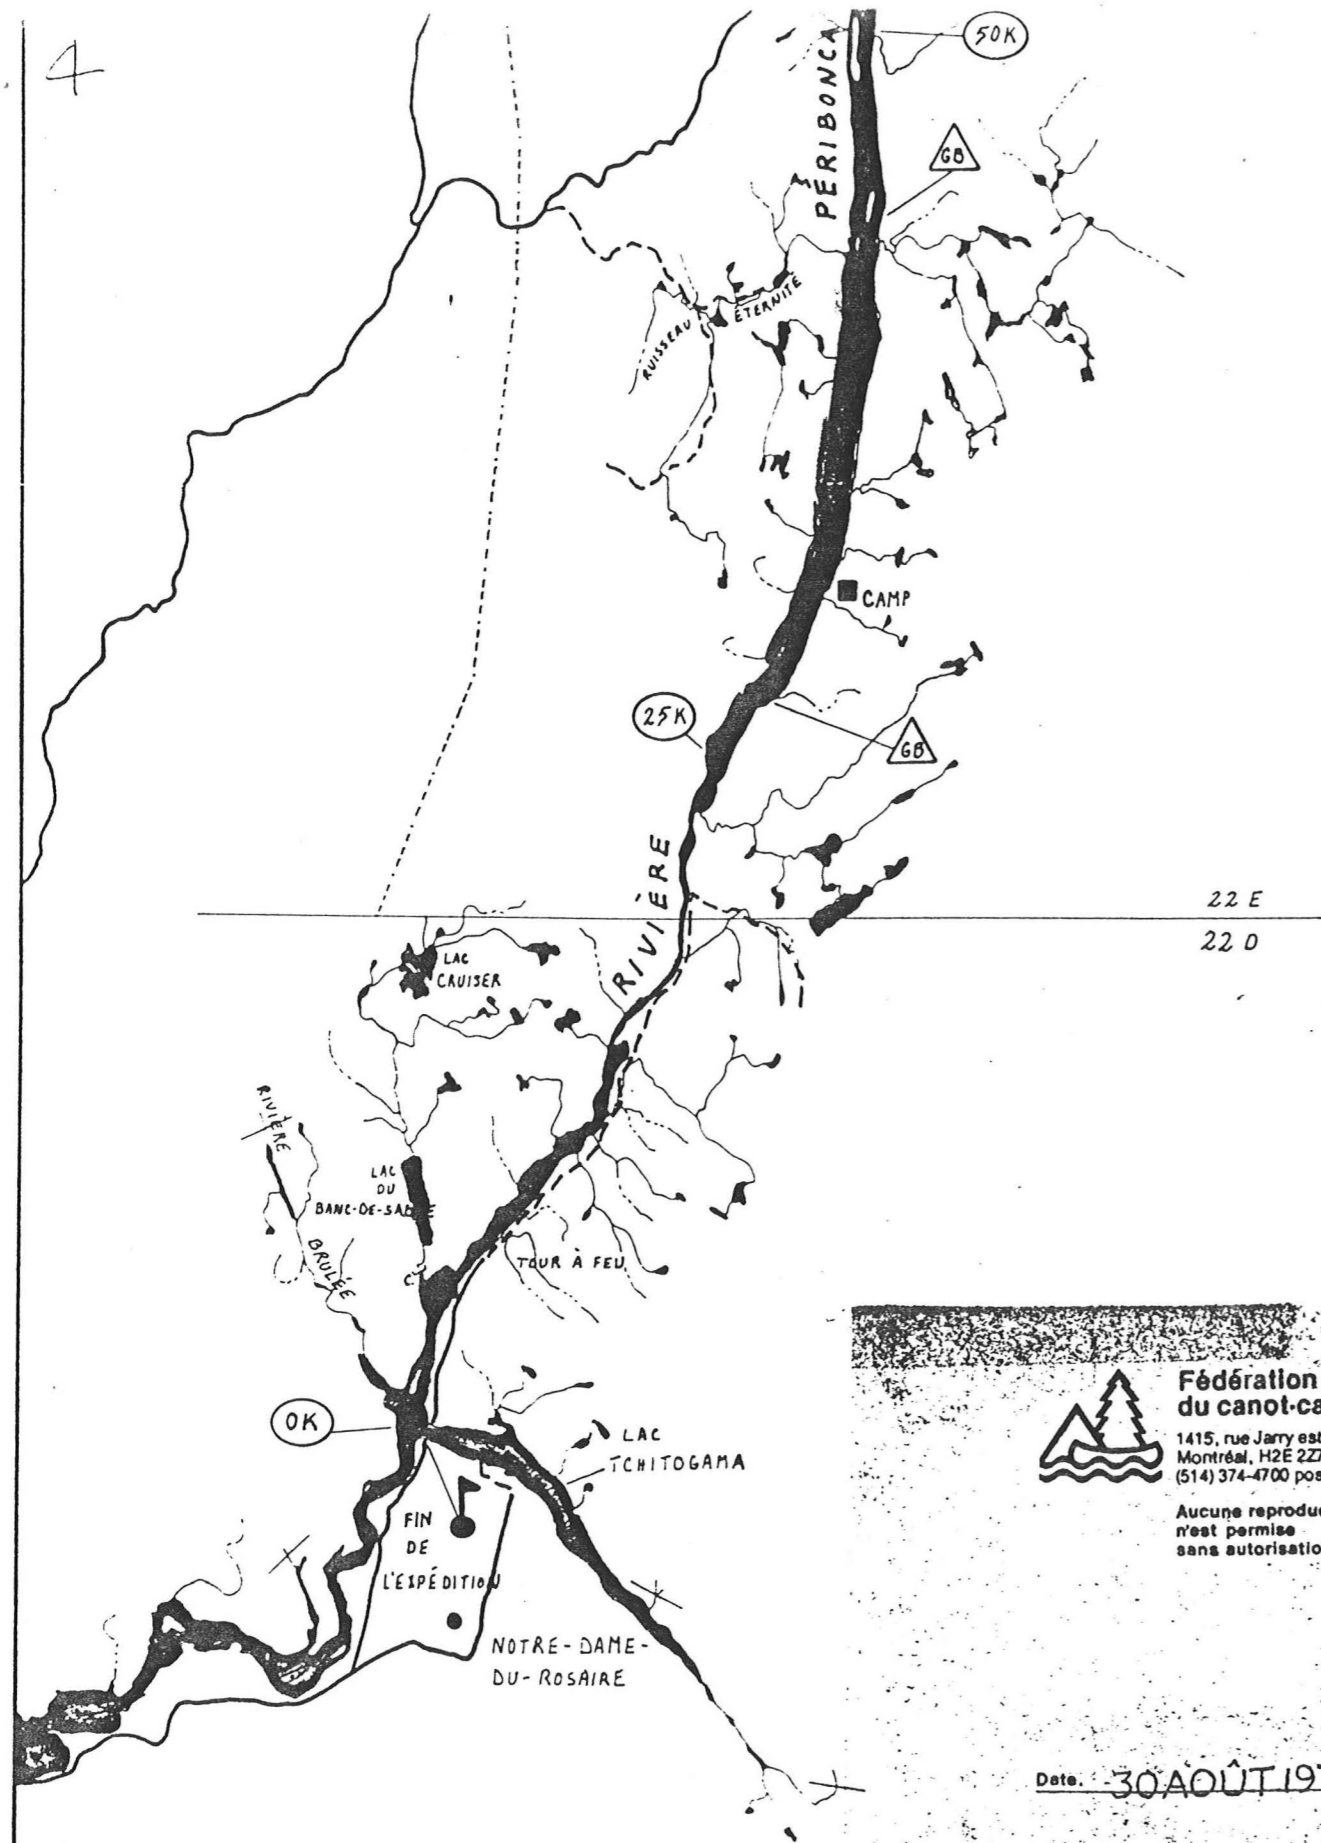 4
50K
PÉRIBONCA
GB
RUISSEAU ÉTERNITÉ
CAMP
25K
GB
RIVIÈRE
22 E
22 D
LAC
CRUISER
RIVIÈRE
BRULÉE
LAC
DU
BANC-DE-SABLE
TOUR À FEU
0K
LAC
TCHITOGAMA
FIN
DE
L'EXPÉDITION
NOTRE-DAME-
DU-ROSAIRE
Fédération
du canot-ca
1415, rue Jarry est
Montréal, H2E 2Z7
(514) 374-4700 pos
Aucune reprodu
n'est permise
sans autorisatio
Date. 30 AOÛT 19